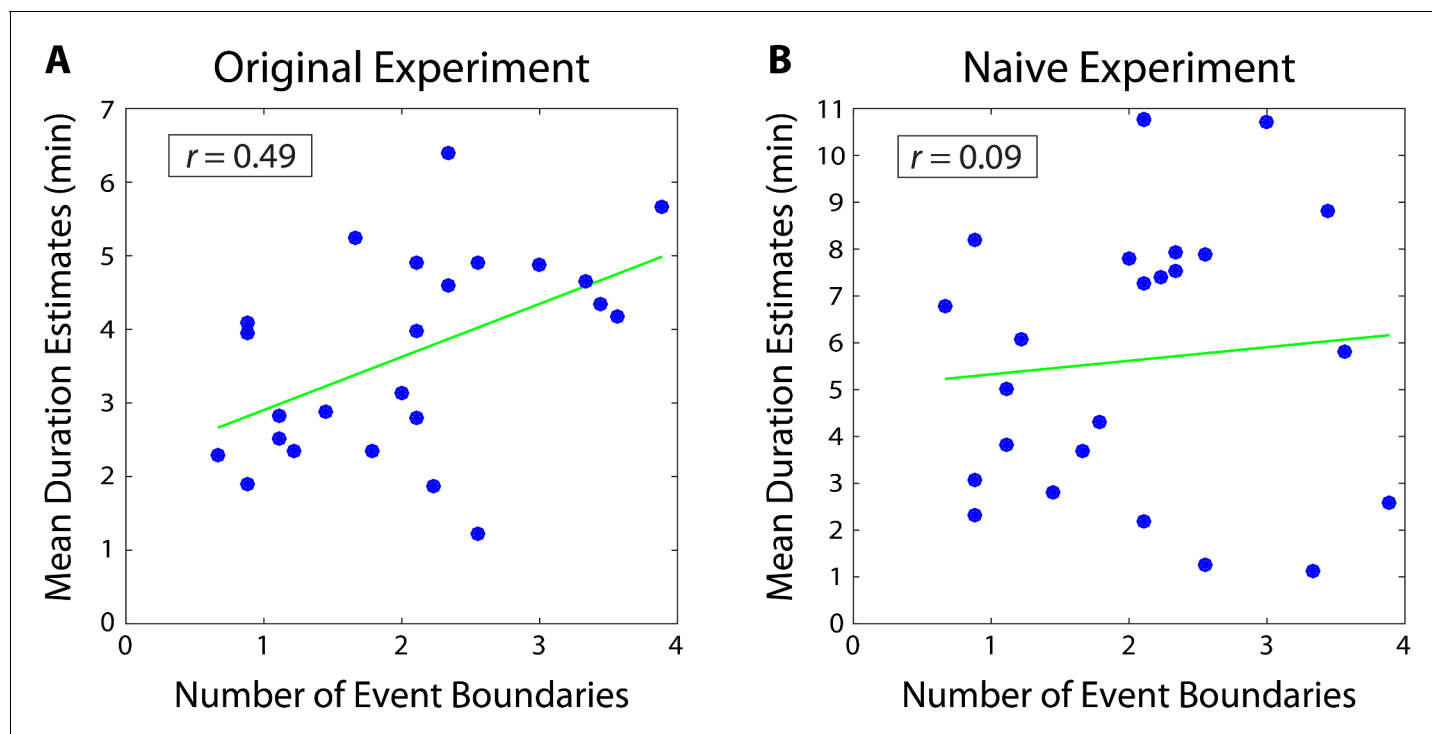 A
Original Experiment
r = 0.49
Mean Duration Estimates (min)
7
6
5
4
3
2
1
0
0 1 2 3 4
Number of Event Boundaries
B
Naive Experiment
r = 0.09
Mean Duration Estimates (min)
11
10
9
8
7
6
5
4
3
2
1
0
0 1 2 3 4
Number of Event Boundaries